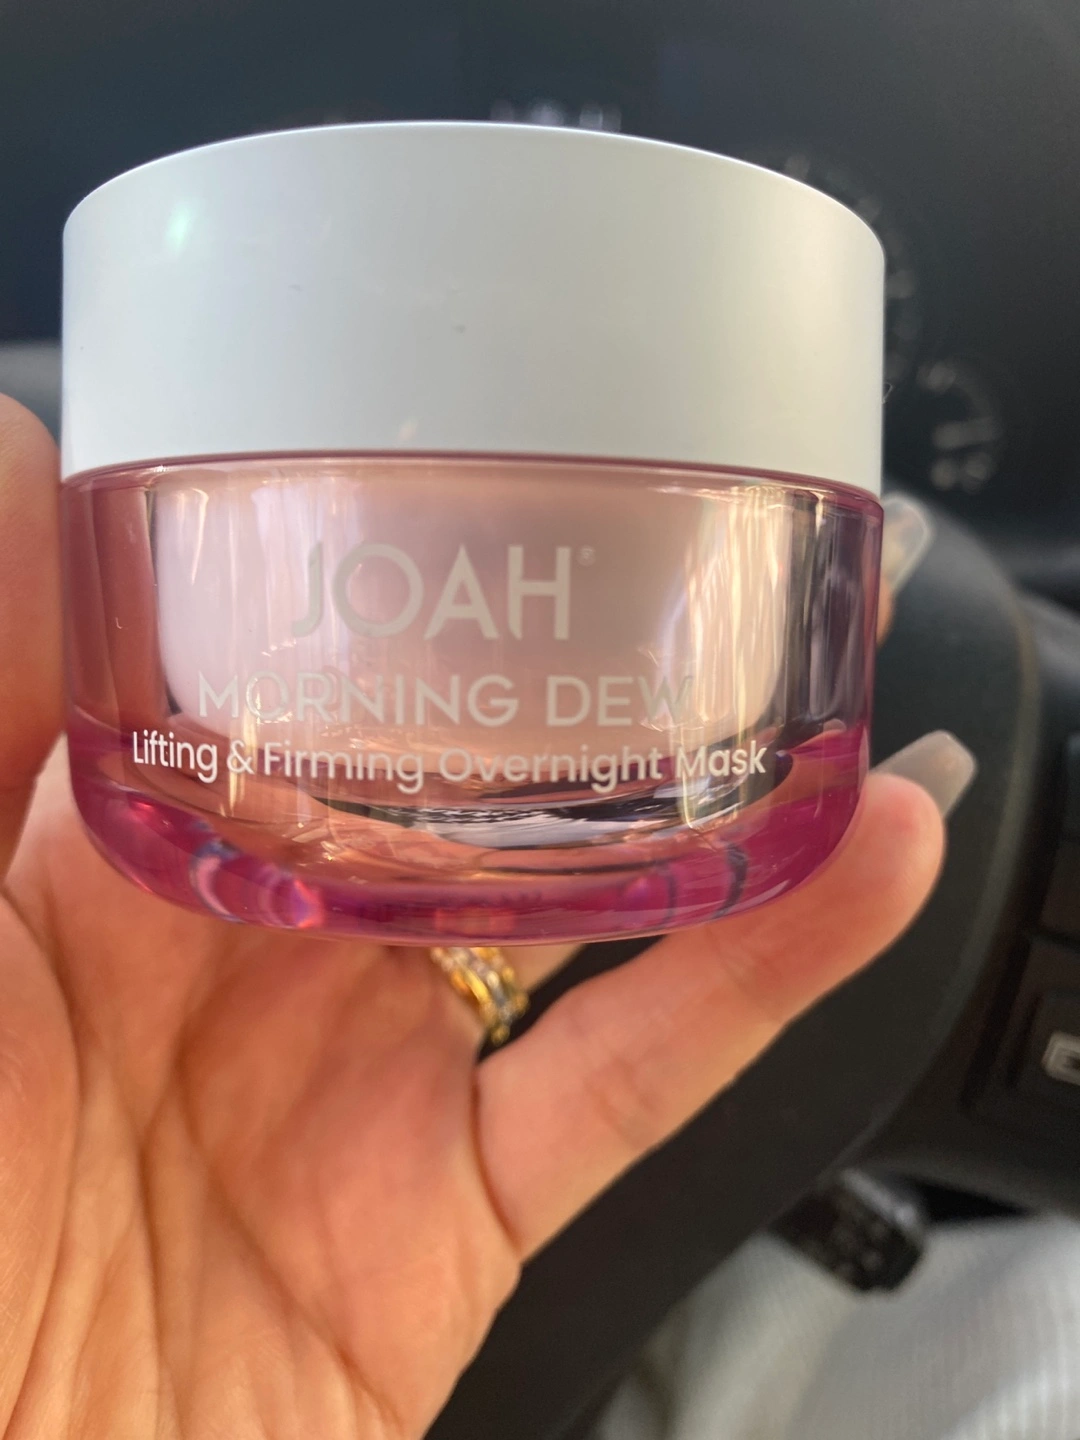 JOAH®
MORNING DEW
Lifting & Firming Overnight Mask